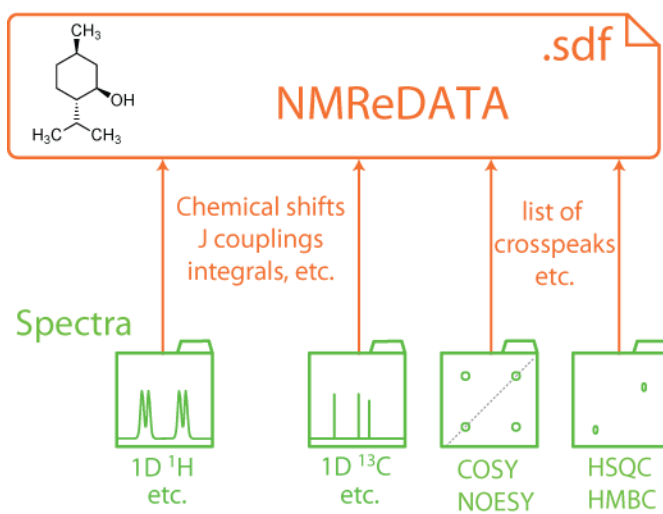 CH₃
.sdf
NMReDATA
OH
H₃C
CH₃
Chemical shifts
J couplings
integrals, etc.
list of
crosspeaks
etc.
Spectra
1D ¹H
etc.
1D ¹³C
etc.
COSY
NOESY
HSQC
HMBC